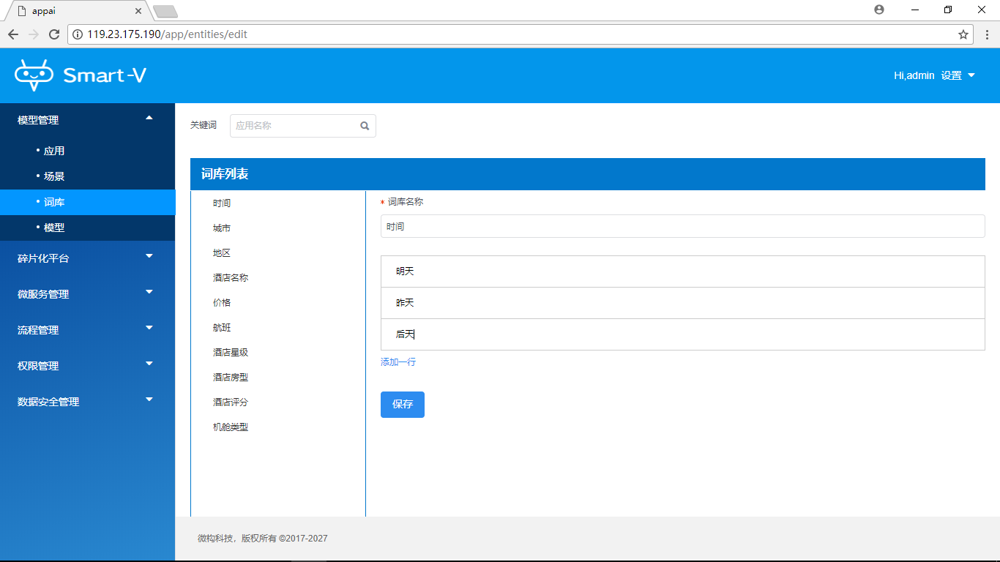 appai
119.23.175.190/app/entities/edit
Smart-V
Hi,admin 设置
模型管理
• 应用
• 场景
• 词库
• 模型
碎片化平台
微服务管理
流程管理
权限管理
数据安全管理
关键词 应用名称
词库列表
时间
城市
地区
酒店名称
价格
航班
酒店星级
酒店房型
酒店评分
机舱类型
* 词库名称
时间
明天
昨天
后天
添加一行
保存
微构科技，版权所有 ©2017-2027